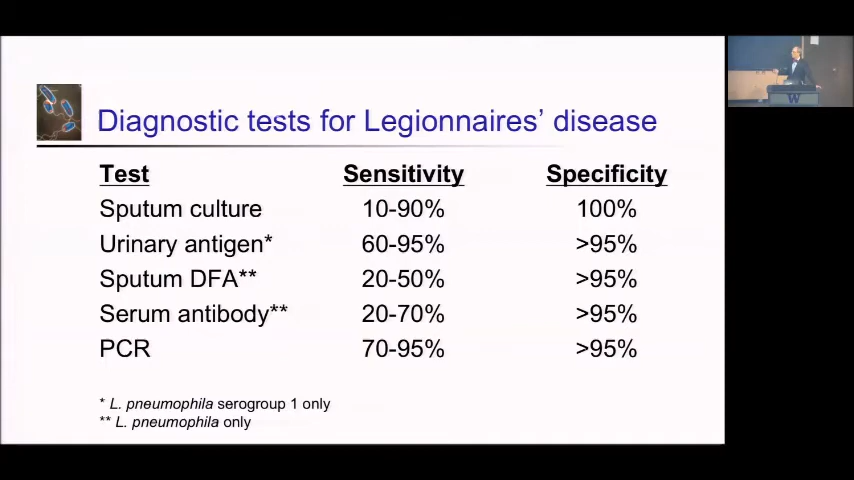 Diagnostic tests for Legionnaires’ disease
Test Sensitivity Specificity
Sputum culture 10-90% 100%
Urinary antigen* 60-95% >95%
Sputum DFA** 20-50% >95%
Serum antibody** 20-70% >95%
PCR 70-95% >95%
* L. pneumophila serogroup 1 only
** L. pneumophila only
W